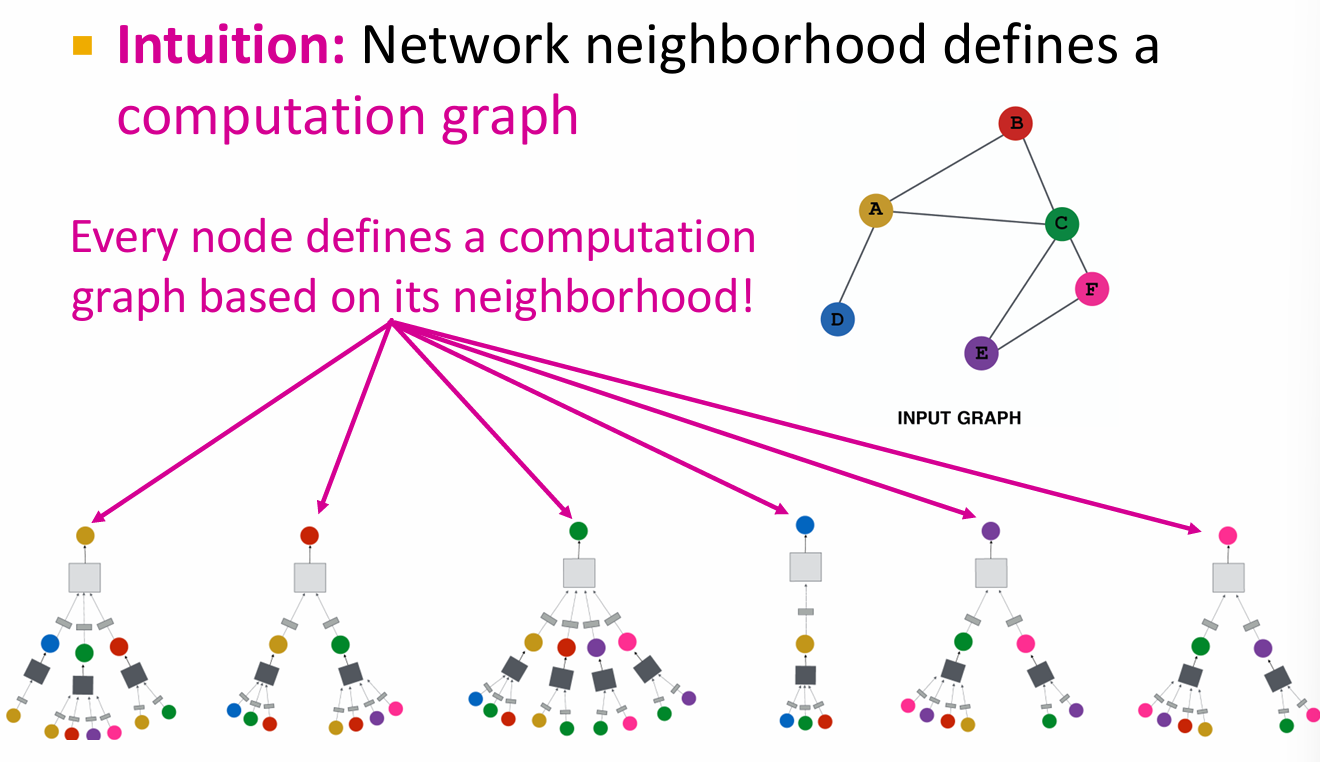 Intuition: Network neighborhood defines a
computation graph
Every node defines a computation
graph based on its neighborhood!
B
A
C
F
D
E
INPUT GRAPH